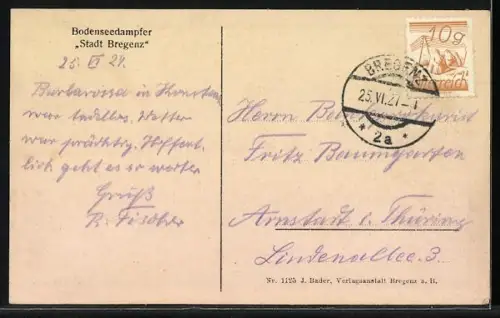 Bodenseedampfer
„Stadt Bregenz"
25. VI 27.
Barbarossa in Konstanz
war tadellos. Wetter
war prächtig. Hoffent-
lich geht es so weiter
Gruß
R. Fischer
10g
BREGENZ
25.VI.27
* 2a *
Herrn
Fritz Baumgarten
Arnstadt i. Thüring
Lindenallee 3.
Nr. 1125 J. Bader, Verlagsanstalt Bregenz a. B.